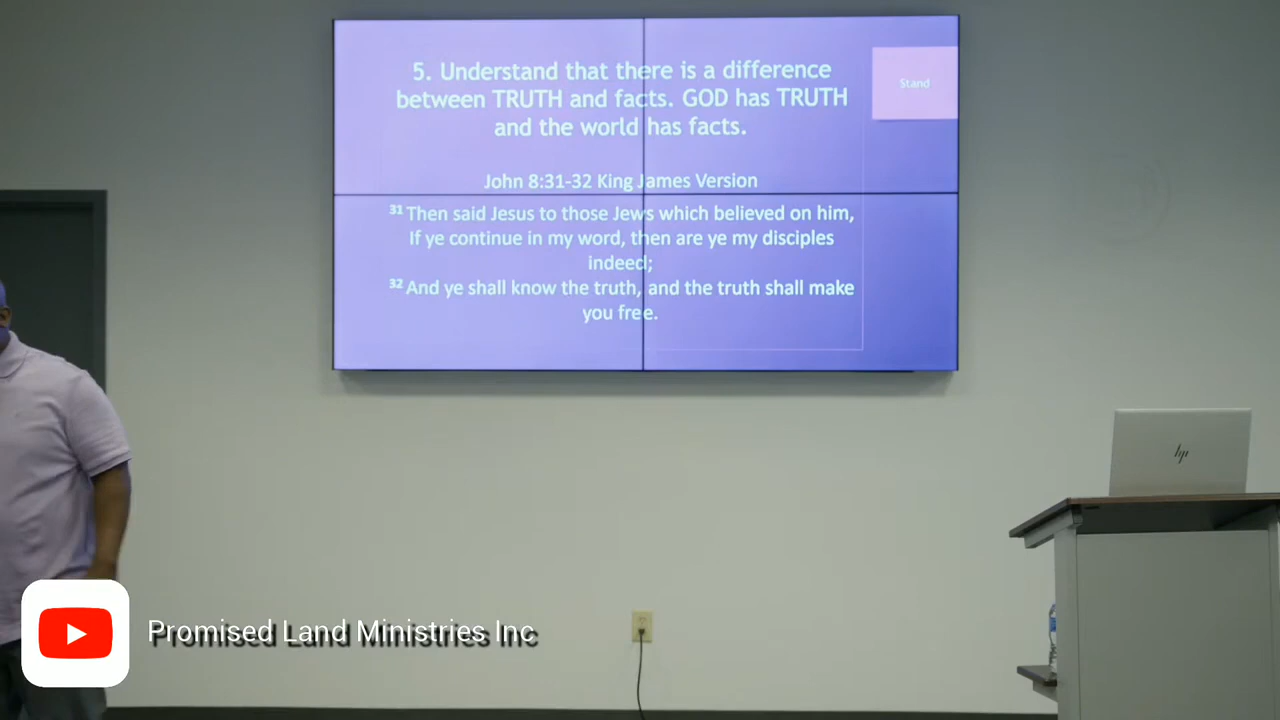 5. Understand that there is a difference
between TRUTH and facts. GOD has TRUTH
and the world has facts.
Stand
John 8:31-32 King James Version
31 Then said Jesus to those Jews which believed on him,
If ye continue in my word, then are ye my disciples
indeed;
32 And ye shall know the truth, and the truth shall make
you free.
hp
Promised Land Ministries Inc